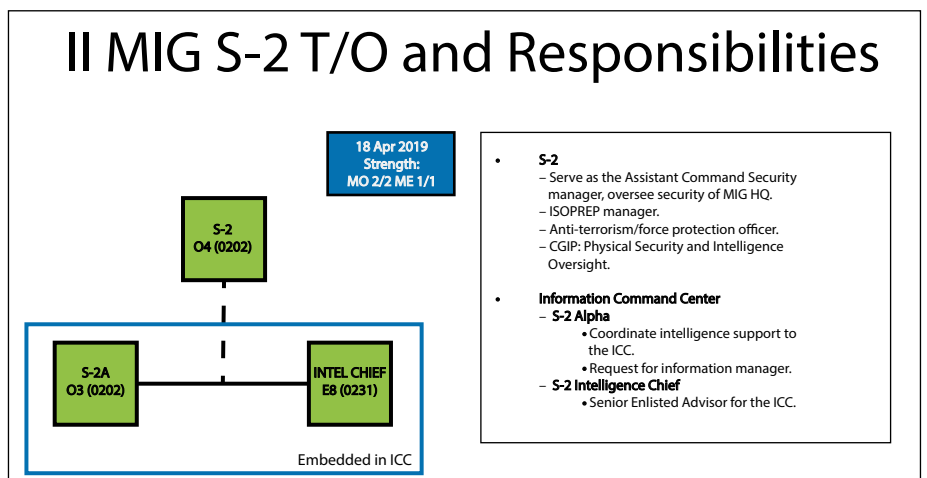 II MIG S-2 T/O and Responsibilities
18 Apr 2019
Strength:
MO 2/2 ME 1/1
S-2
O4 (0202)
S-2A
O3 (0202)
INTEL CHIEF
E8 (0231)
Embedded in ICC
• S-2
– Serve as the Assistant Command Security
manager, oversee security of MIG HQ.
– ISOPREP manager.
– Anti-terrorism/force protection officer.
– CGIP: Physical Security and Intelligence
Oversight.
• Information Command Center
– S-2 Alpha
• Coordinate intelligence support to
the ICC.
• Request for information manager.
– S-2 Intelligence Chief
• Senior Enlisted Advisor for the ICC.